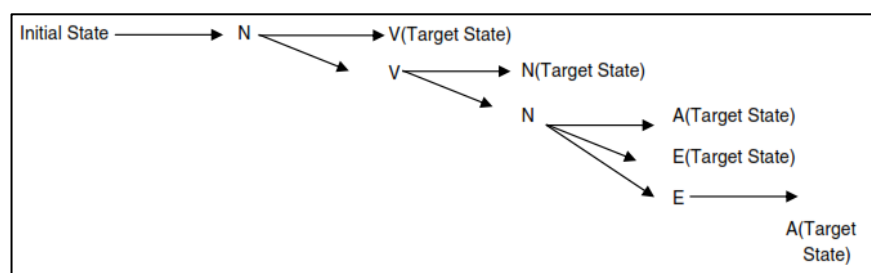 Initial State N V(Target State)
V N(Target State)
N A(Target State)
E(Target State)
E
A(Target
State)